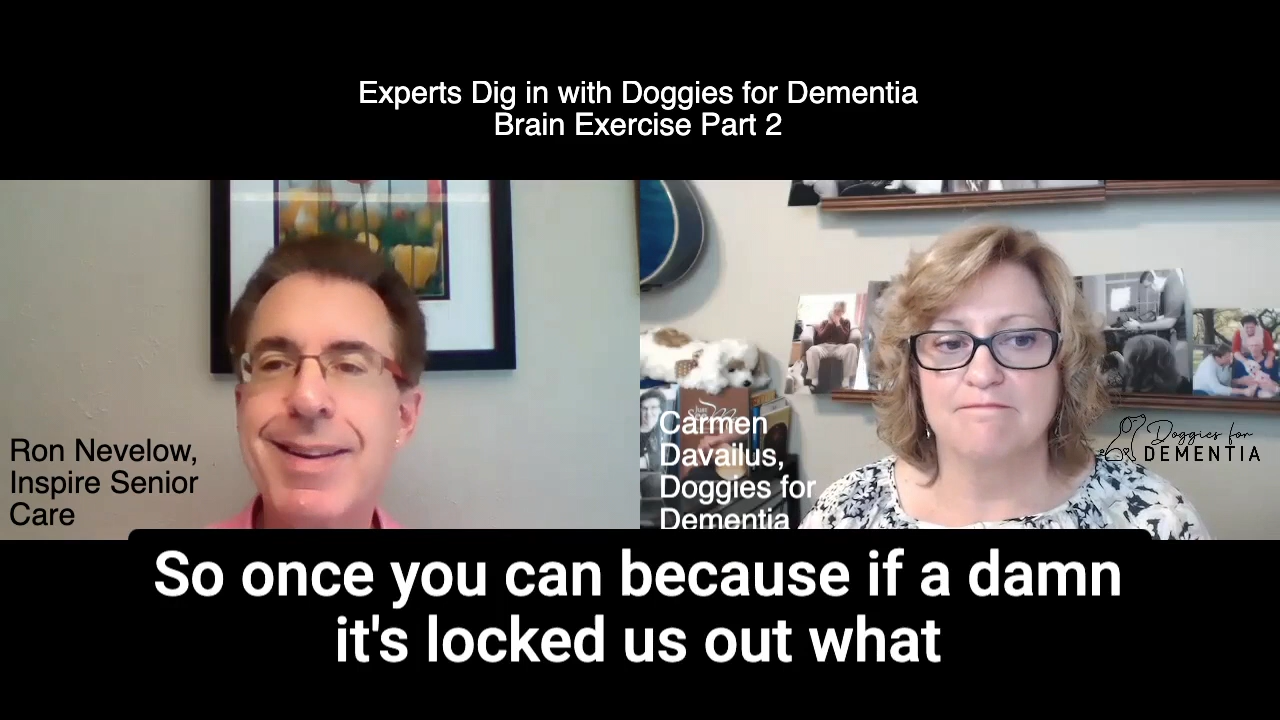 Experts Dig in with Doggies for Dementia
Brain Exercise Part 2
Ron Nevelow,
Inspire Senior
Care
Carmen
Davailus,
Doggies for
Dementia
Doggies for
DEMENTIA
So once you can because if a damn
it's locked us out what